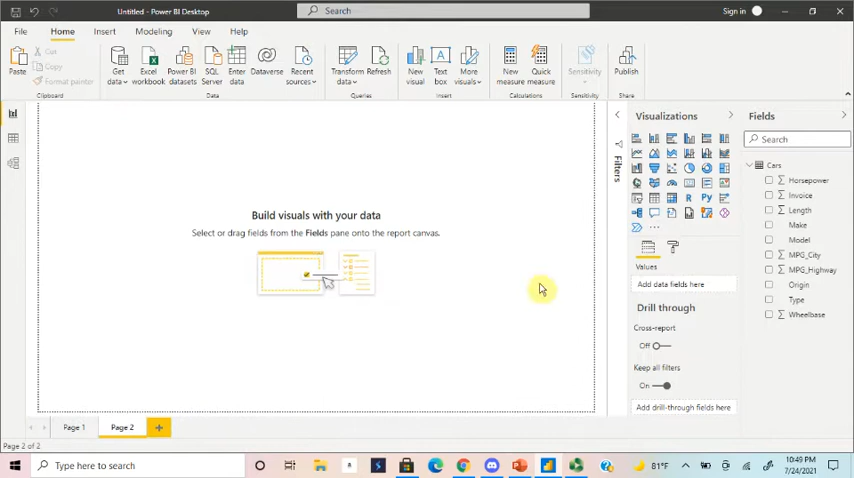 Untitled - Power BI Desktop
Search
Sign in
File
Home
Insert
Modeling
View
Help
Paste
Cut
Copy
Format painter
Get data
Excel workbook
Power BI datasets
SQL Server
Enter data
Dataverse
Recent sources
Transform data
Refresh
New visual
Text box
More visuals
New measure
Quick measure
Sensitivity
Publish
Clipboard
Data
Queries
Insert
Calculations
Sensitivity
Share
Build visuals with your data
Select or drag fields from the Fields pane onto the report canvas.
Filters
Visualizations
R
Py
Values
Add data fields here
Drill through
Cross-report
Off
Keep all filters
On
Add drill-through fields here
Fields
Search
Cars
Horsepower
Invoice
Length
Make
Model
MPG_City
MPG_Highway
Origin
Type
Wheelbase
Page 1
Page 2
Page 2 of 2
Type here to search
81°F
10:49 PM
7/24/2021